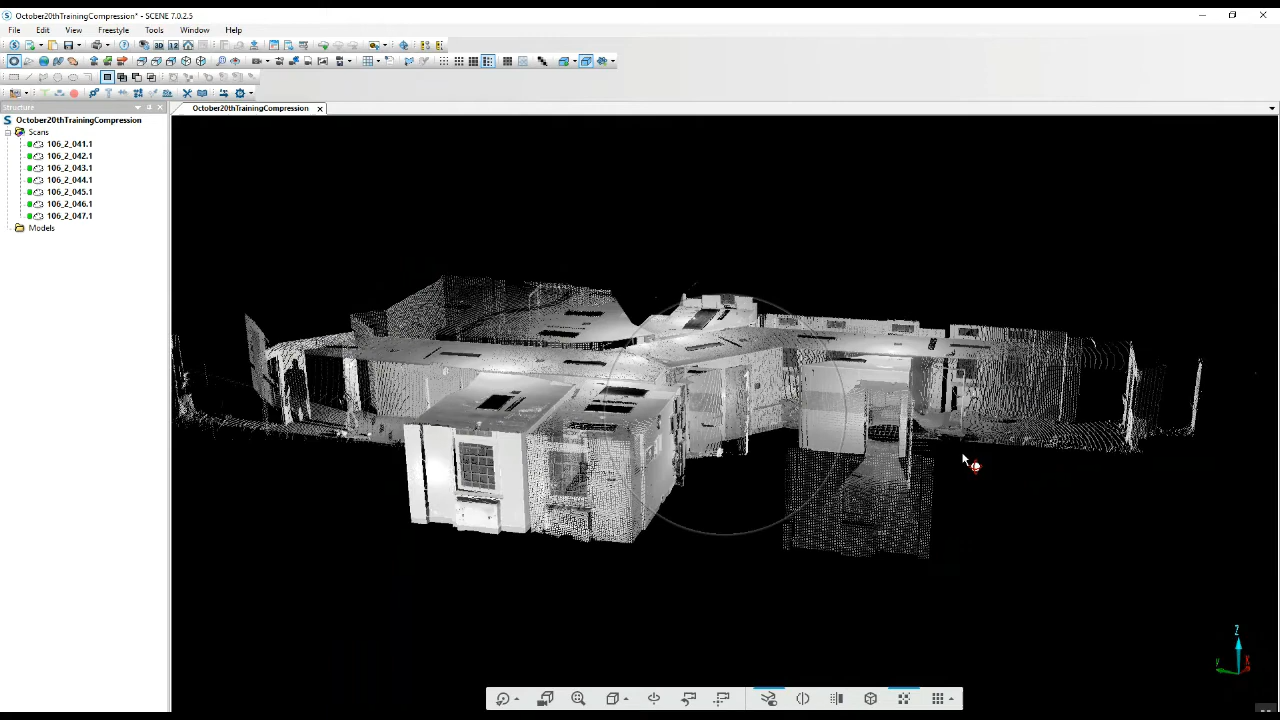 October20thTrainingCompression* - SCENE 7.0.2.5
File Edit View Freestyle Tools Window Help
Structure
October20thTrainingCompression
October20thTrainingCompression
Scans
106_2_041.1
106_2_042.1
106_2_043.1
106_2_044.1
106_2_045.1
106_2_046.1
106_2_047.1
Models
Z
Y
X